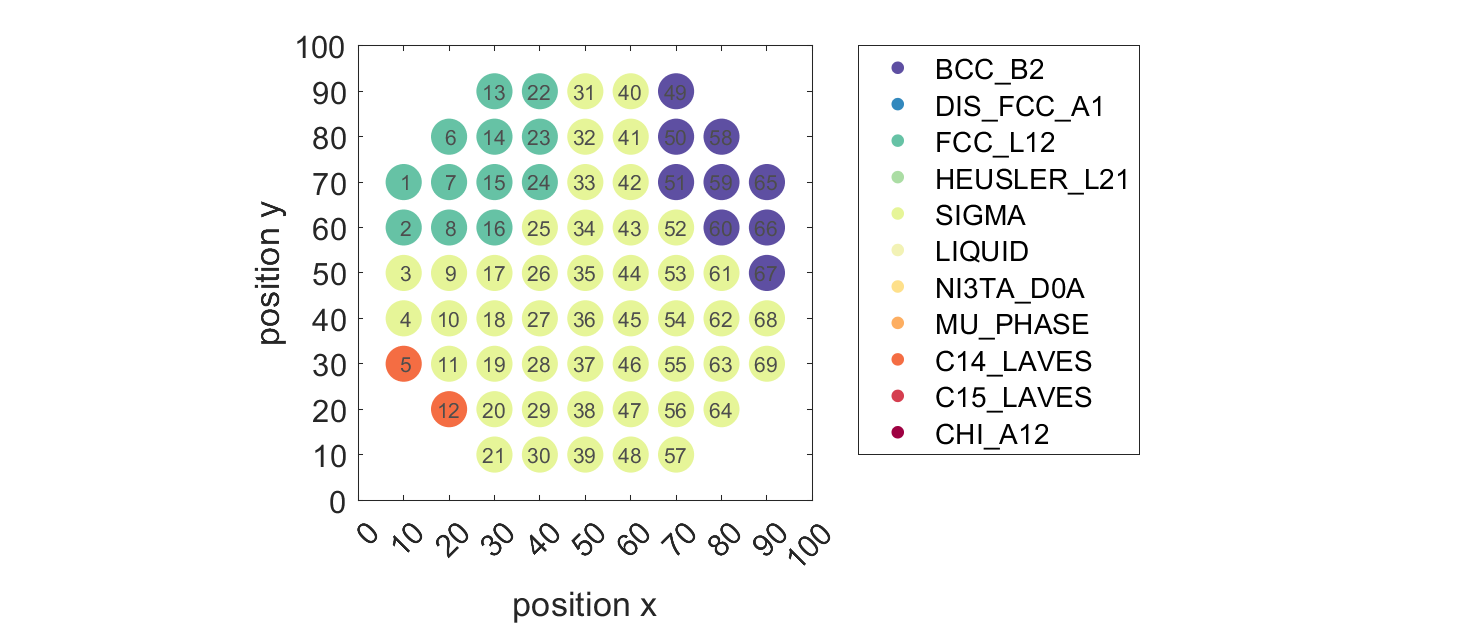 100
90
80
70
60
50
40
30
20
10
0
position y
13 22 31 40 49
6 14 23 32 41 50 58
1 7 15 24 33 42 51 59 65
2 8 16 25 34 43 52 60 66
3 9 17 26 35 44 53 61 67
4 10 18 27 36 45 54 62 68
5 11 19 28 37 46 55 63 69
12 20 29 38 47 56 64
21 30 39 48 57
0 10 20 30 40 50 60 70 80 90 100
position x
BCC_B2
DIS_FCC_A1
FCC_L12
HEUSLER_L21
SIGMA
LIQUID
NI3TA_D0A
MU_PHASE
C14_LAVES
C15_LAVES
CHI_A12